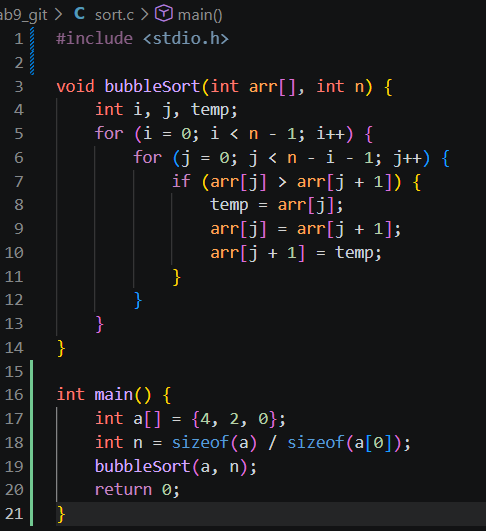 ab9_git > C sort.c > main()
1 #include <stdio.h>
2
3 void bubbleSort(int arr[], int n) {
4     int i, j, temp;
5     for (i = 0; i < n - 1; i++) {
6         for (j = 0; j < n - i - 1; j++) {
7             if (arr[j] > arr[j + 1]) {
8                 temp = arr[j];
9                 arr[j] = arr[j + 1];
10                 arr[j + 1] = temp;
11             }
12         }
13     }
14 }
15
16 int main() {
17     int a[] = {4, 2, 0};
18     int n = sizeof(a) / sizeof(a[0]);
19     bubbleSort(a, n);
20     return 0;
21 }